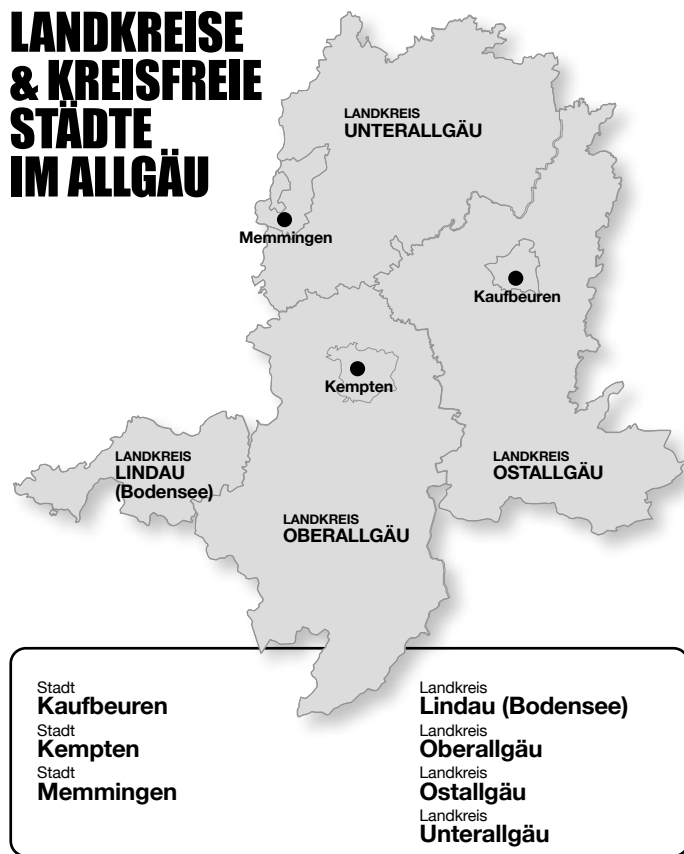 LANDKREISE
& KREISFREIE
STÄDTE
IM ALLGÄU
LANDKREIS
UNTERALLGÄU
Memmingen
Kaufbeuren
Kempten
LANDKREIS
LINDAU
(Bodensee)
LANDKREIS
OSTALLGÄU
LANDKREIS
OBERALLGÄU
Stadt
Kaufbeuren
Stadt
Kempten
Stadt
Memmingen
Landkreis
Lindau (Bodensee)
Landkreis
Oberallgäu
Landkreis
Ostallgäu
Landkreis
Unterallgäu